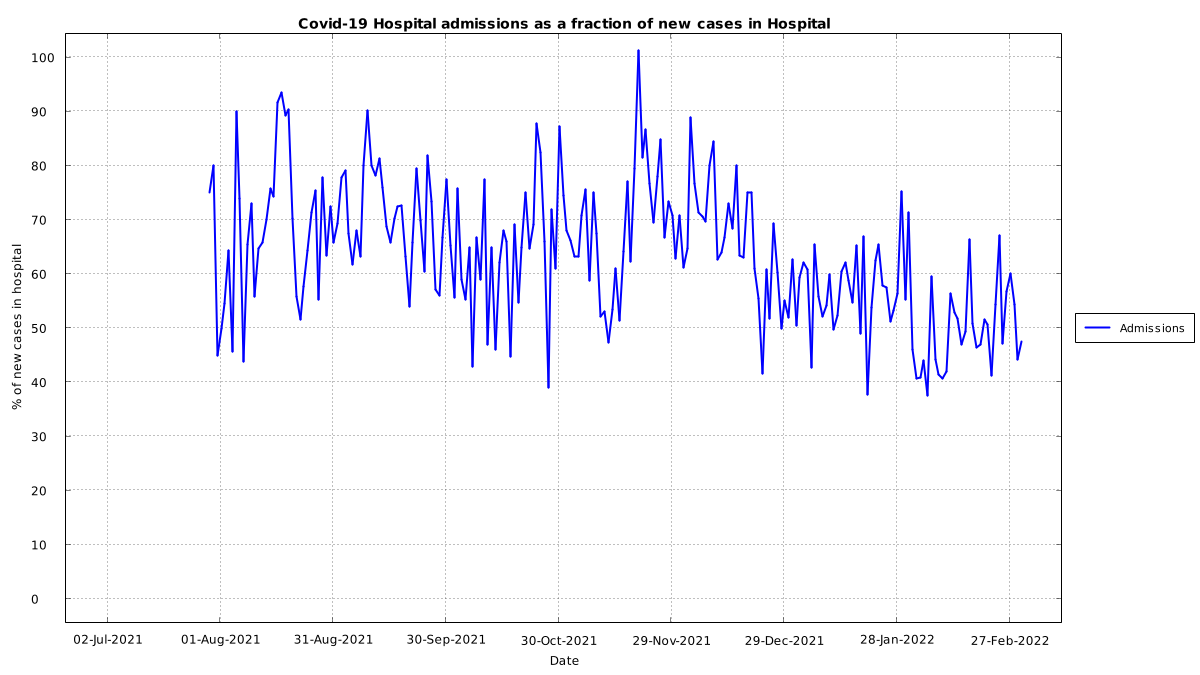 Covid-19 Hospital admissions as a fraction of new cases in Hospital
100
90
80
70
60
50
40
30
20
10
0
% of new cases in hospital
02-Jul-2021 01-Aug-2021 31-Aug-2021 30-Sep-2021 30-Oct-2021 29-Nov-2021 29-Dec-2021 28-Jan-2022 27-Feb-2022
Date
Admissions